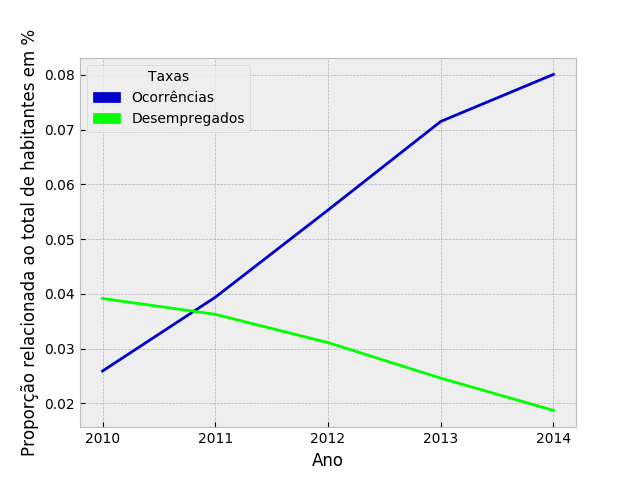 Proporção relacionada ao total de habitantes em %
0.08
0.07
0.06
0.05
0.04
0.03
0.02
Taxas
Ocorrências
Desempregados
2010 2011 2012 2013 2014
Ano